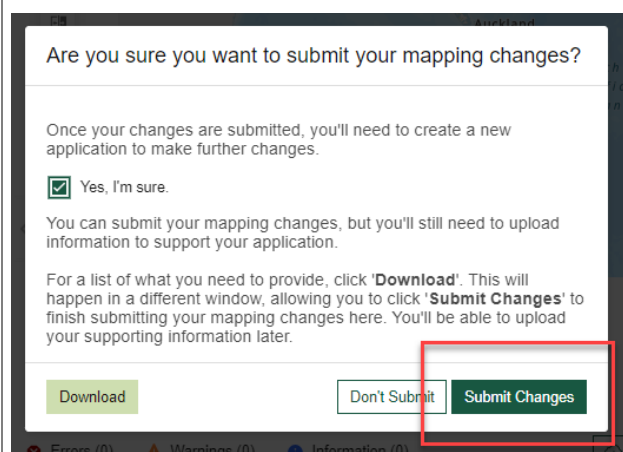 Auckland
Are you sure you want to submit your mapping changes?
Once your changes are submitted, you'll need to create a new
application to make further changes.
Yes, I'm sure.
You can submit your mapping changes, but you'll still need to upload
information to support your application.
For a list of what you need to provide, click 'Download'. This will
happen in a different window, allowing you to click 'Submit Changes' to
finish submitting your mapping changes here. You'll be able to upload
your supporting information later.
Download Don't Submit Submit Changes
Errors (0) Warnings (0) Information (0)